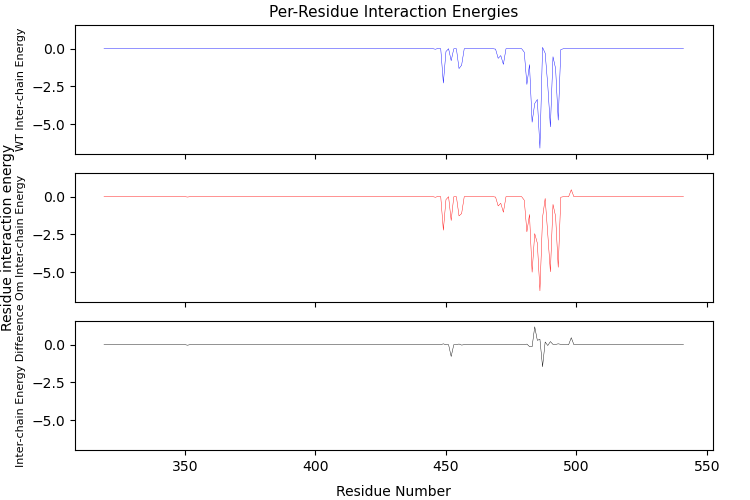 Per-Residue Interaction Energies
WT Inter-chain Energy
0.0
−2.5
−5.0
Residue interaction energy
Om Inter-chain Energy
0.0
−2.5
−5.0
Inter-chain Energy Difference
0.0
−2.5
−5.0
350
400
450
500
550
Residue Number